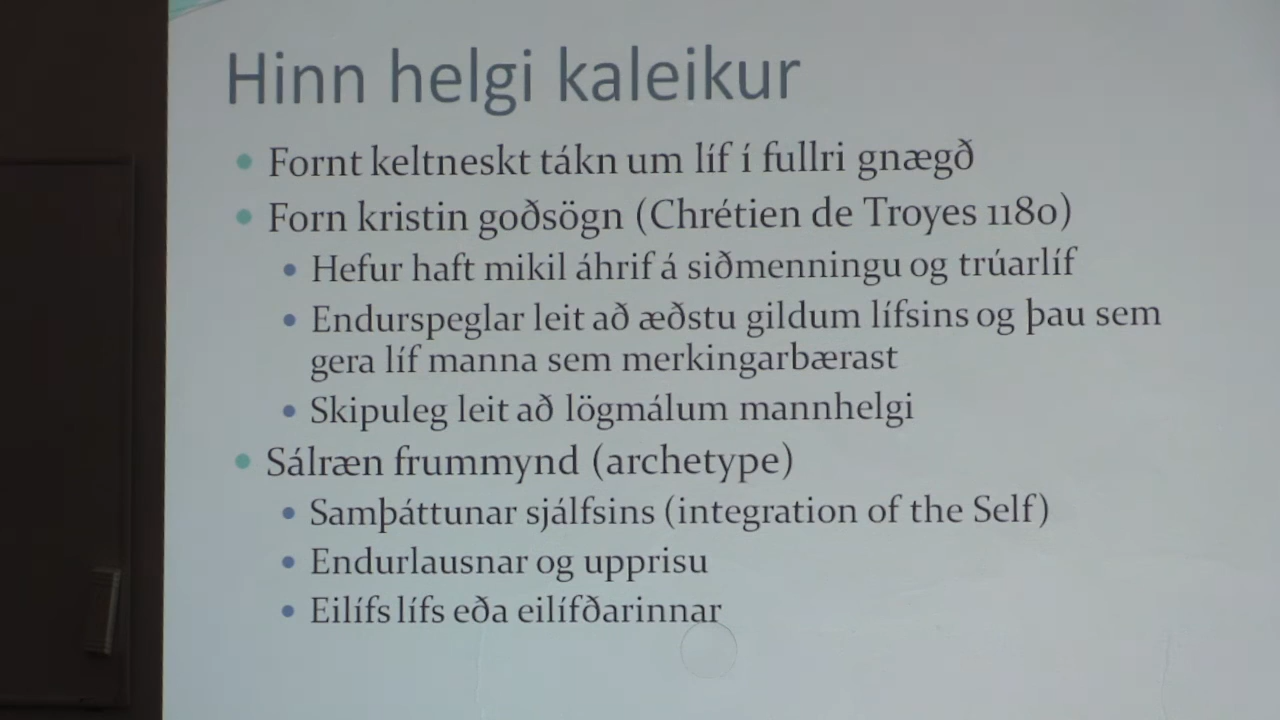 Hinn helgi kaleikur
• Fornt keltneskt tákn um líf í fullri gnægð
• Forn kristin goðsögn (Chrétien de Troyes 1180)
• Hefur haft mikil áhrif á siðmenningu og trúarlíf
• Endurspeglar leit að æðstu gildum lífsins og þau sem
gera líf manna sem merkingarbærast
• Skipuleg leit að lögmálum mannhelgi
• Sálræn frummynd (archetype)
• Samþáttunar sjálfsins (integration of the Self)
• Endurlausnar og upprisu
• Eilífs lífs eða eilífðarinnar